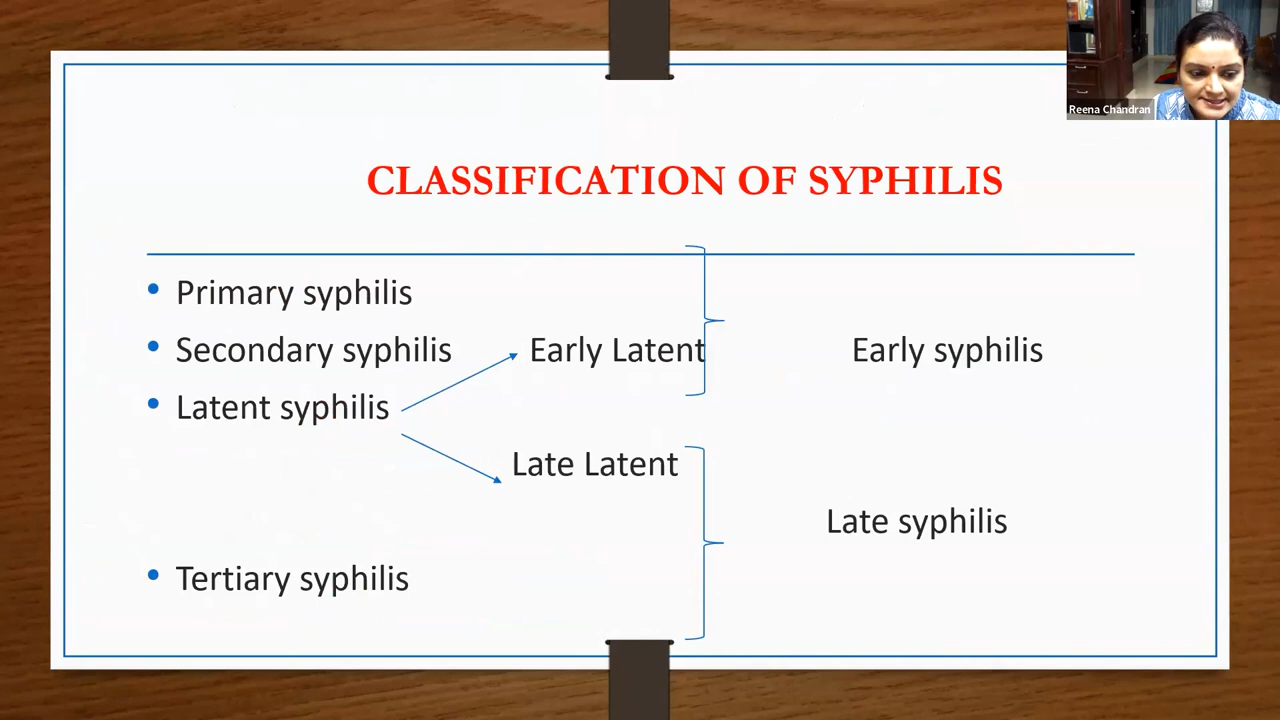 Reena Chandran
CLASSIFICATION OF SYPHILIS
• Primary syphilis
• Secondary syphilis Early Latent Early syphilis
• Latent syphilis
Late Latent
Late syphilis
• Tertiary syphilis